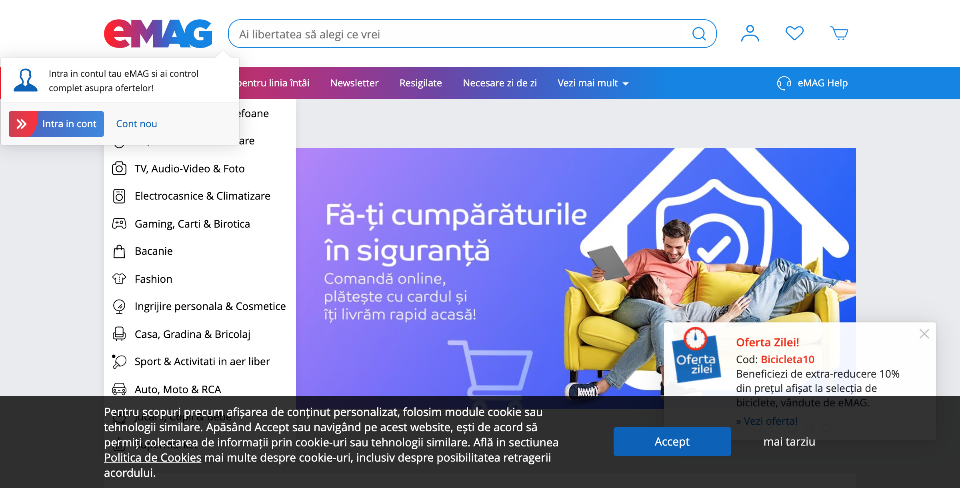 eMAG
Ai libertatea să alegi ce vrei
Intra in contul tau eMAG si ai control
complet asupra ofertelor!
Intra in cont
Cont nou
pentru linia întâi
Newsletter
Resigilate
Necesare zi de zi
Vezi mai mult
eMAG Help
TV, Audio-Video & Foto
Electrocasnice & Climatizare
Gaming, Carti & Birotica
Bacanie
Fashion
Ingrijire personala & Cosmetice
Casa, Gradina & Bricolaj
Sport & Activitati in aer liber
Auto, Moto & RCA
Fă-ți cumpărăturile
în siguranță
Comandă online,
plătește cu cardul și
îți livrăm rapid acasă!
Oferta
zilei
Oferta Zilei!
Cod: Bicicleta10
Beneficiezi de extra-reducere 10%
din prețul afișat la selecția de
biciclete, vândute de eMAG.
» Vezi oferta!
Pentru scopuri precum afișarea de conținut personalizat, folosim module cookie sau
tehnologii similare. Apăsând Accept sau navigând pe acest website, ești de acord să
permiți colectarea de informații prin cookie-uri sau tehnologii similare. Află in sectiunea
Politica de Cookies mai multe despre cookie-uri, inclusiv despre posibilitatea retragerii
acordului.
Accept
mai tarziu